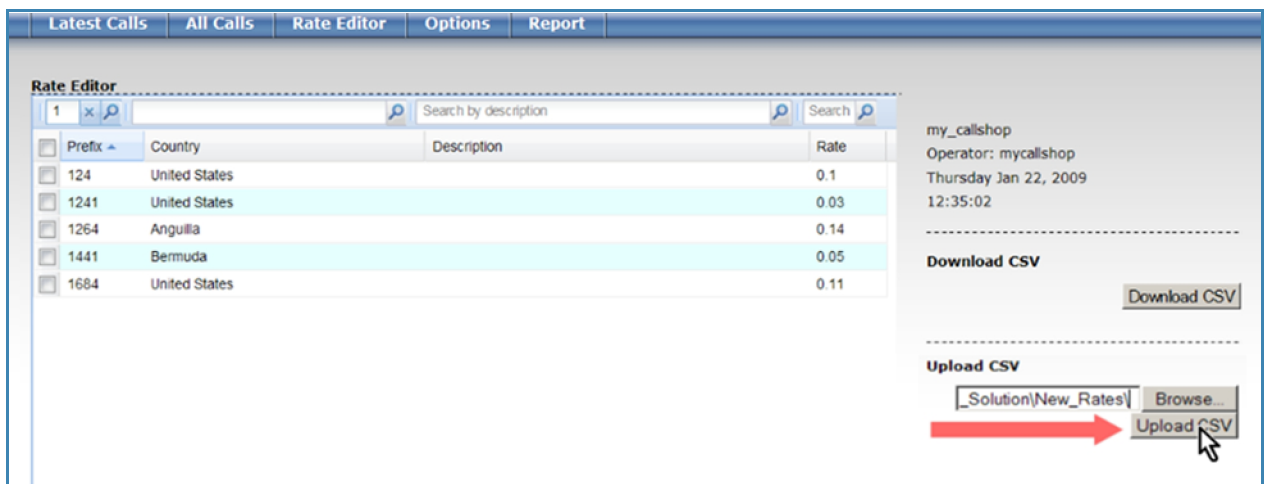 Latest Calls All Calls Rate Editor Options Report
Rate Editor
1 x Search by description Search
Prefix Country Description Rate
124 United States 0.1
1241 United States 0.03
1264 Anguilla 0.14
1441 Bermuda 0.05
1684 United States 0.11
my_callshop
Operator: mycallshop
Thursday Jan 22, 2009
12:35:02
Download CSV
Download CSV
Upload CSV
_Solution\New_Rates\ Browse...
Upload CSV